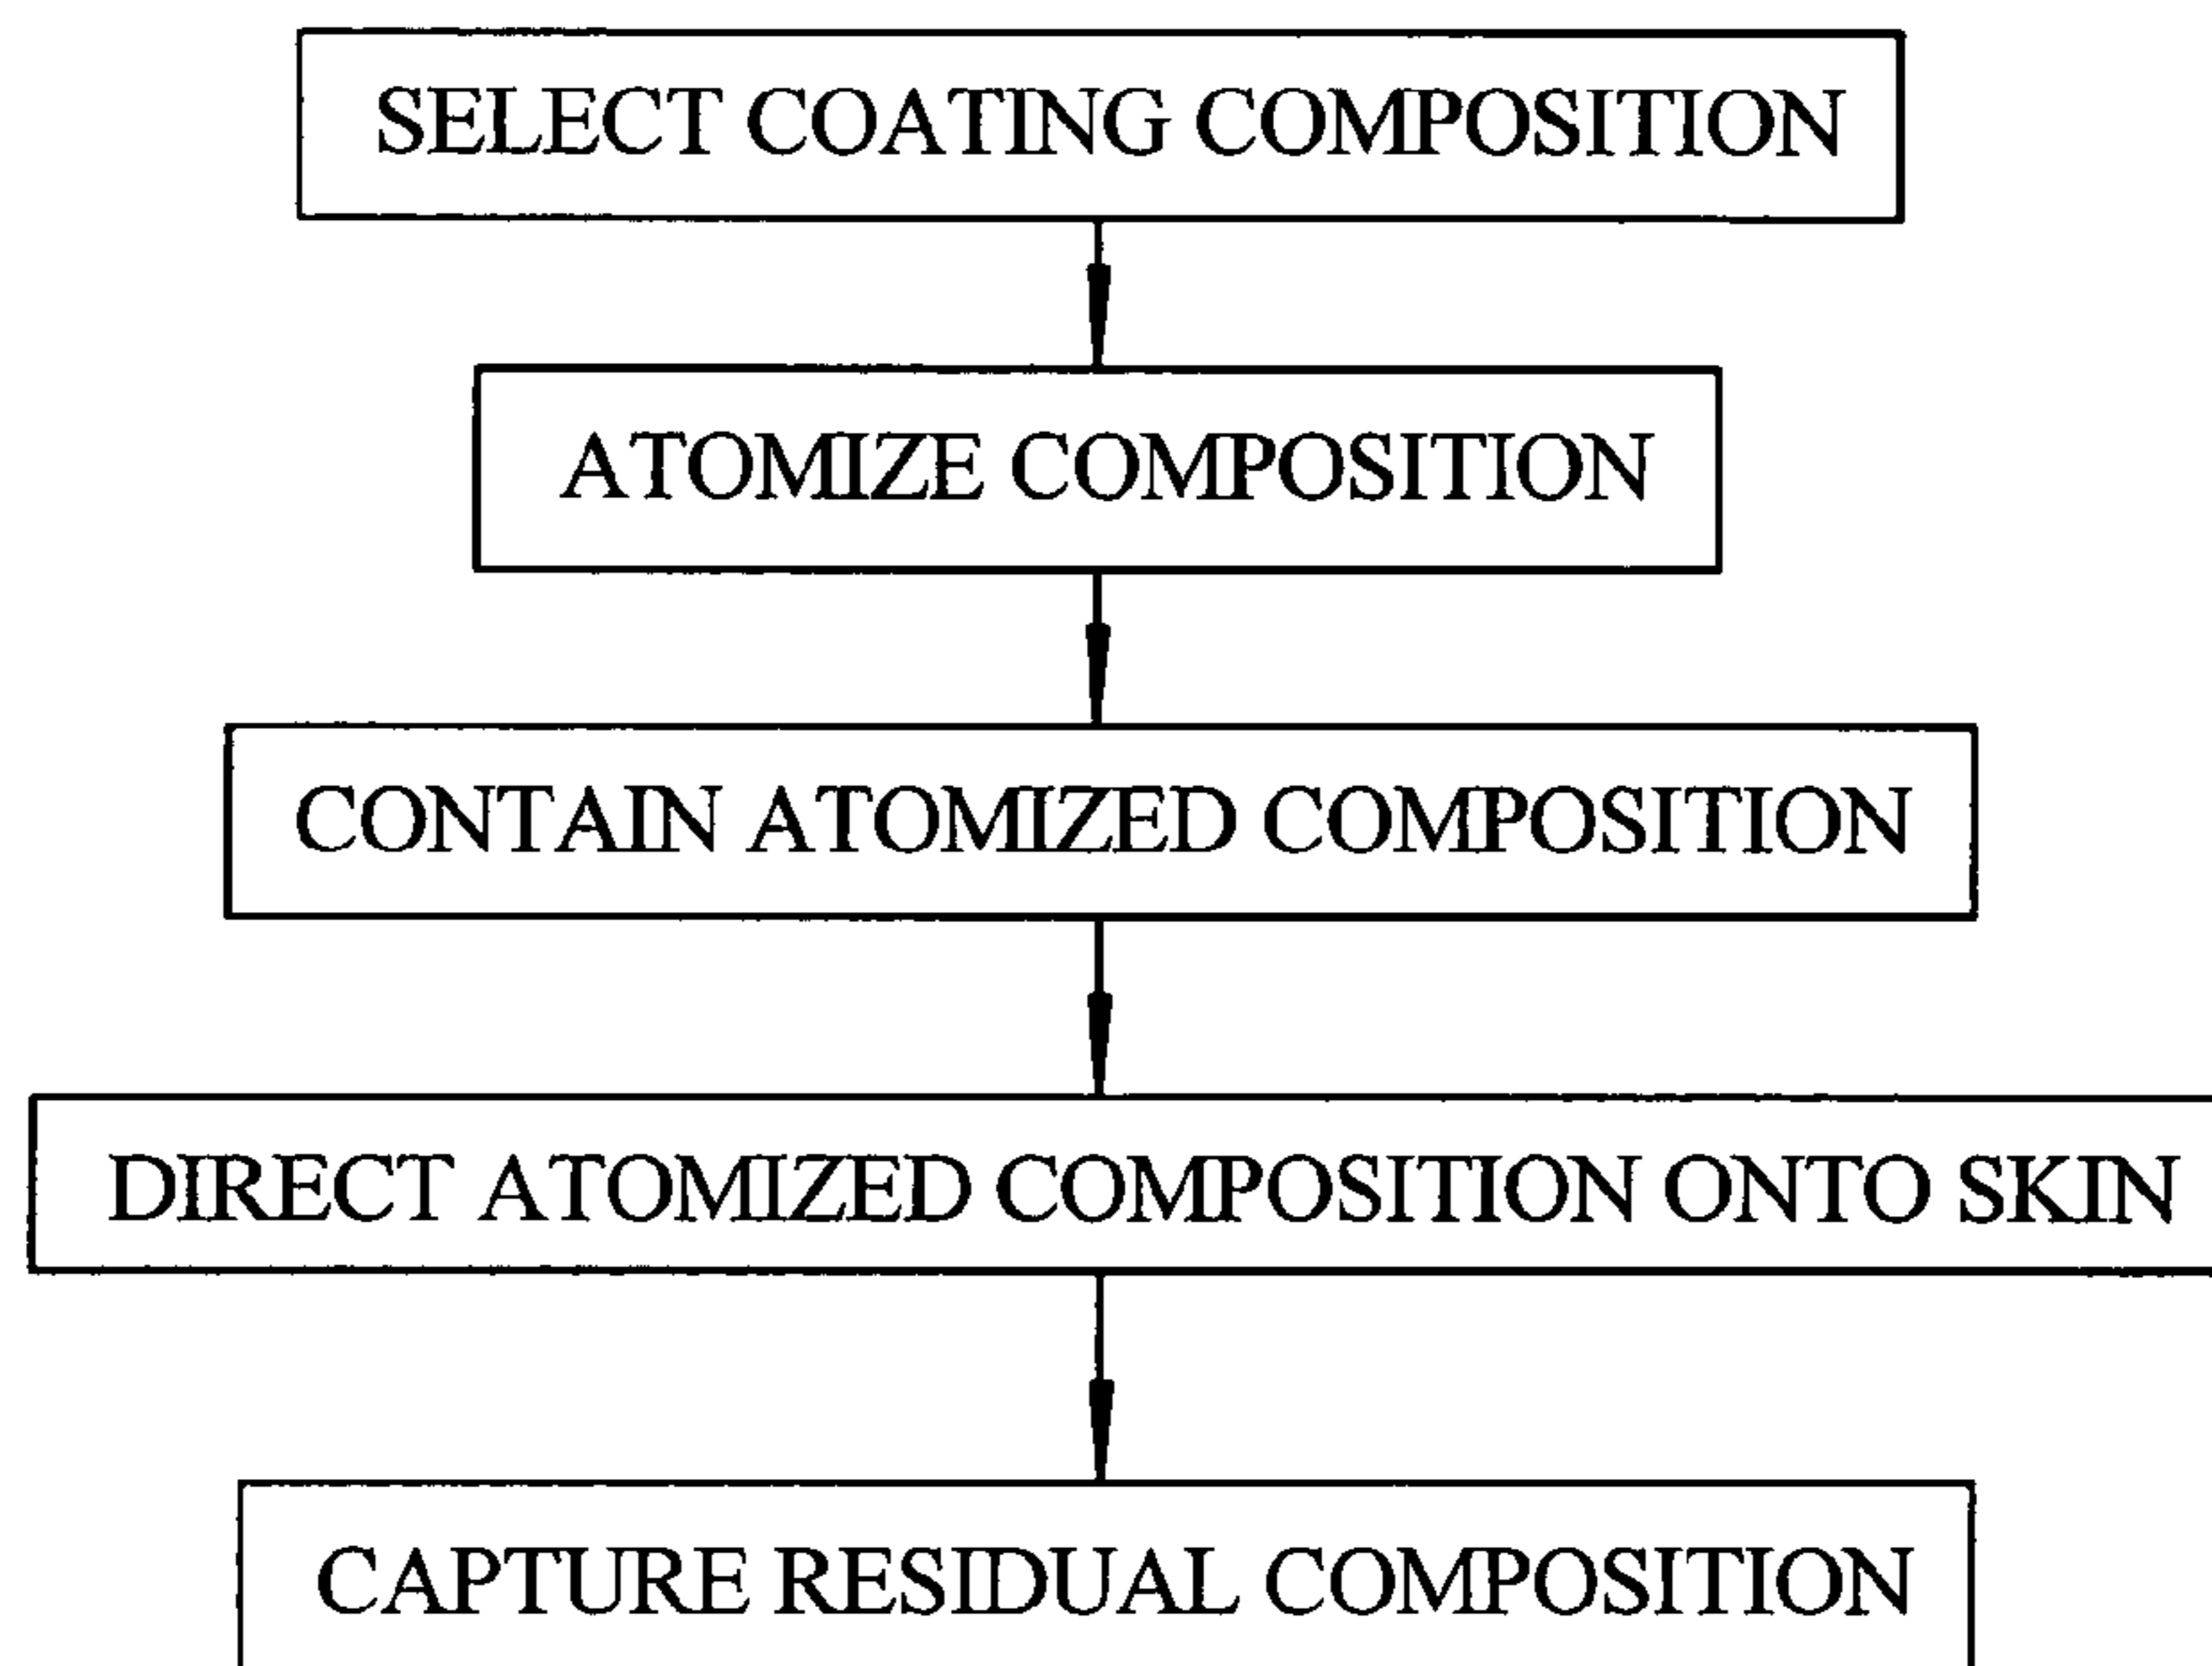 SELECT COATING COMPOSITION
ATOMIZE COMPOSITION
CONTAIN ATOMIZED COMPOSITION
DIRECT ATOMIZED COMPOSITION ONTO SKIN
CAPTURE RESIDUAL COMPOSITION